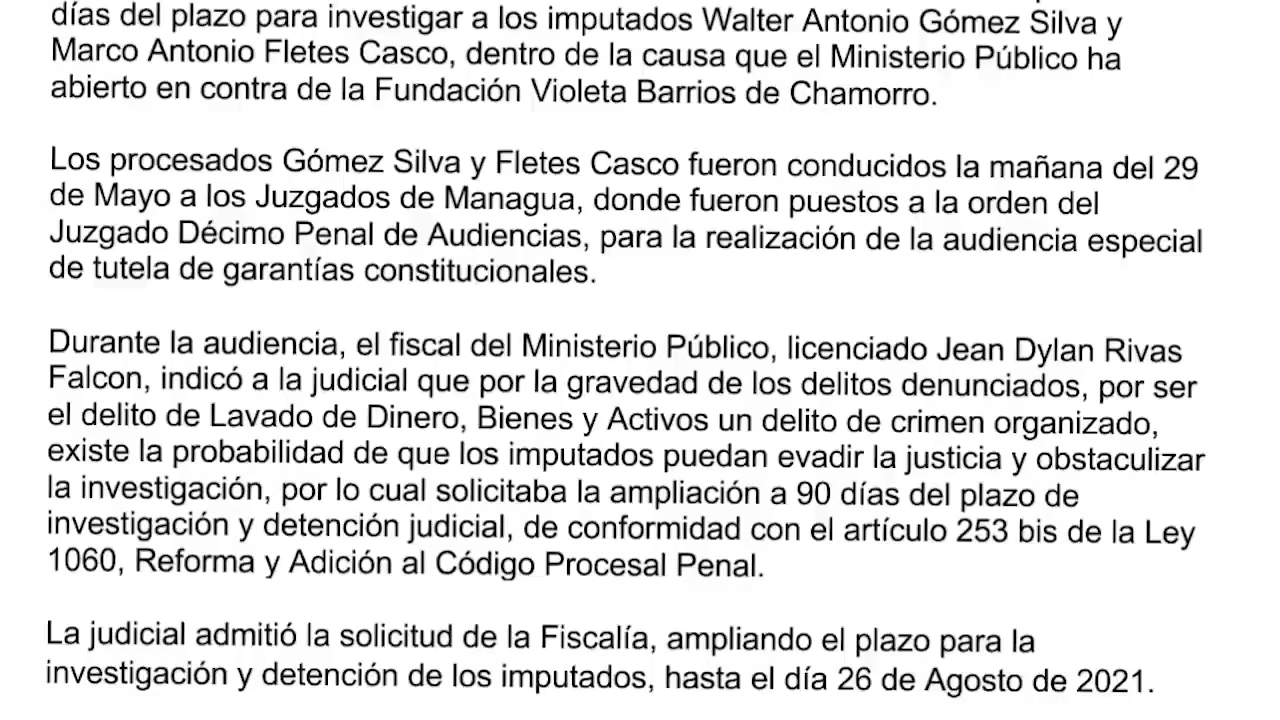 días del plazo para investigar a los imputados Walter Antonio Gómez Silva y
Marco Antonio Fletes Casco, dentro de la causa que el Ministerio Público ha
abierto en contra de la Fundación Violeta Barrios de Chamorro.
Los procesados Gómez Silva y Fletes Casco fueron conducidos la mañana del 29
de Mayo a los Juzgados de Managua, donde fueron puestos a la orden del
Juzgado Décimo Penal de Audiencias, para la realización de la audiencia especial
de tutela de garantías constitucionales.
Durante la audiencia, el fiscal del Ministerio Público, licenciado Jean Dylan Rivas
Falcon, indicó a la judicial que por la gravedad de los delitos denunciados, por ser
el delito de Lavado de Dinero, Bienes y Activos un delito de crimen organizado,
existe la probabilidad de que los imputados puedan evadir la justicia y obstaculizar
la investigación, por lo cual solicitaba la ampliación a 90 días del plazo de
investigación y detención judicial, de conformidad con el artículo 253 bis de la Ley
1060, Reforma y Adición al Código Procesal Penal.
La judicial admitió la solicitud de la Fiscalía, ampliando el plazo para la
investigación y detención de los imputados, hasta el día 26 de Agosto de 2021.